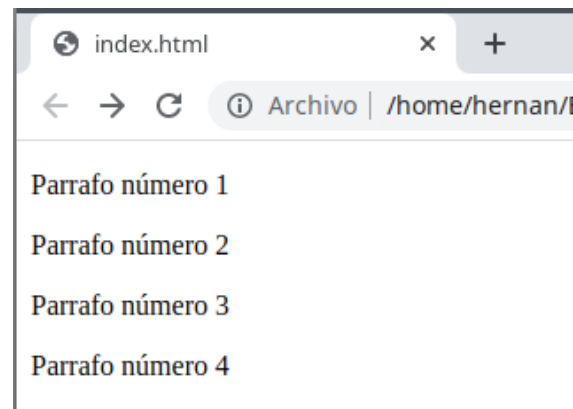 index.html
Archivo /home/hernan/
Parrafo número 1
Parrafo número 2
Parrafo número 3
Parrafo número 4